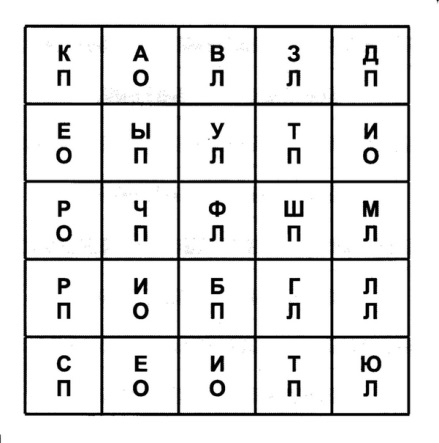 К А В З Д
П О Л Л П
Е Ы У Т И
О П Л П О
Р Ч Ф Ш М
О П Л П Л
Р И Б Г Л
П О П Л Л
С Е И Т Ю
П О О П Л